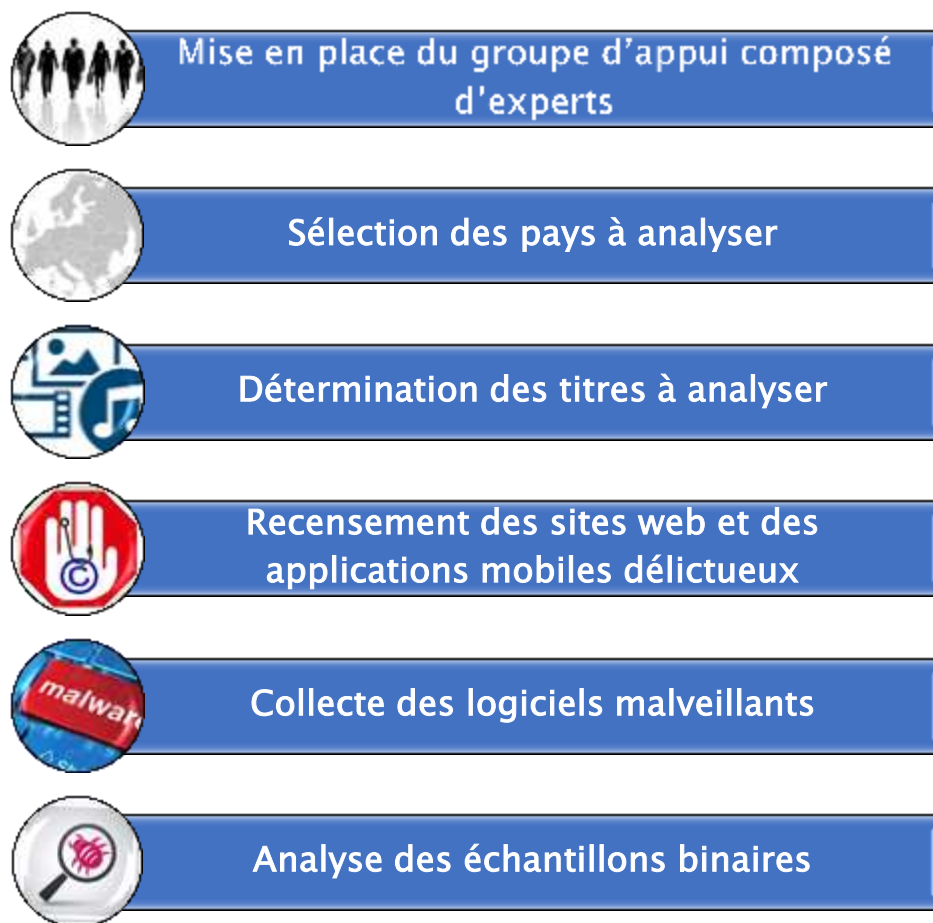 Mise en place du groupe d'appui composé
d'experts
Sélection des pays à analyser
Détermination des titres à analyser
Recensement des sites web et des
applications mobiles délictueux
©
malware
Collecte des logiciels malveillants
Analyse des échantillons binaires